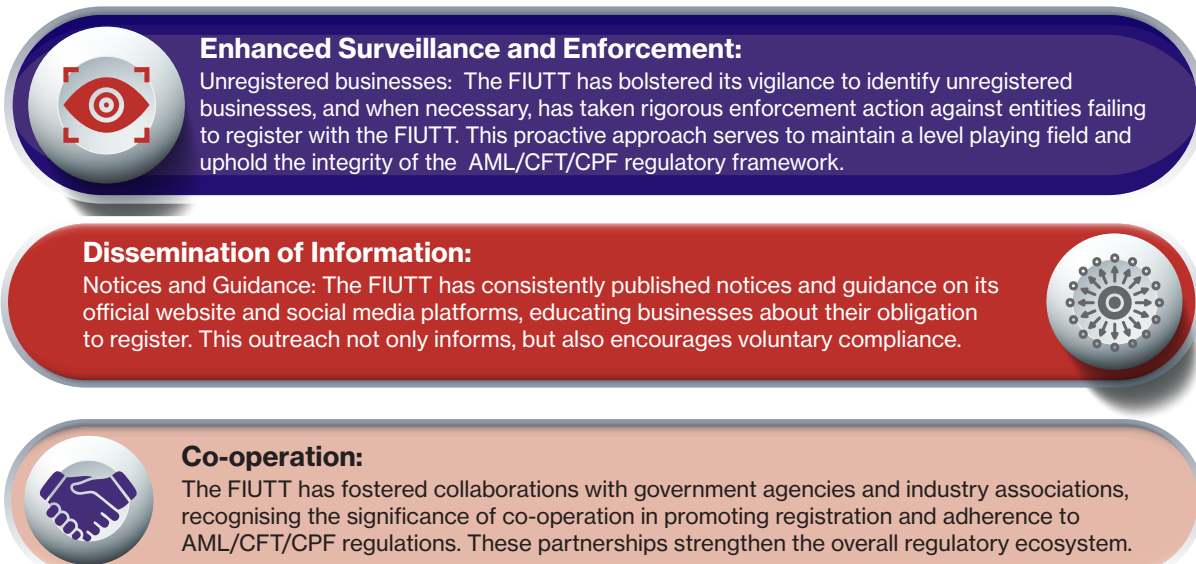 Enhanced Surveillance and Enforcement:
Unregistered businesses: The FIUTT has bolstered its vigilance to identify unregistered
businesses, and when necessary, has taken rigorous enforcement action against entities failing
to register with the FIUTT. This proactive approach serves to maintain a level playing field and
uphold the integrity of the AML/CFT/CPF regulatory framework.
Dissemination of Information:
Notices and Guidance: The FIUTT has consistently published notices and guidance on its
official website and social media platforms, educating businesses about their obligation
to register. This outreach not only informs, but also encourages voluntary compliance.
Co-operation:
The FIUTT has fostered collaborations with government agencies and industry associations,
recognising the significance of co-operation in promoting registration and adherence to
AML/CFT/CPF regulations. These partnerships strengthen the overall regulatory ecosystem.